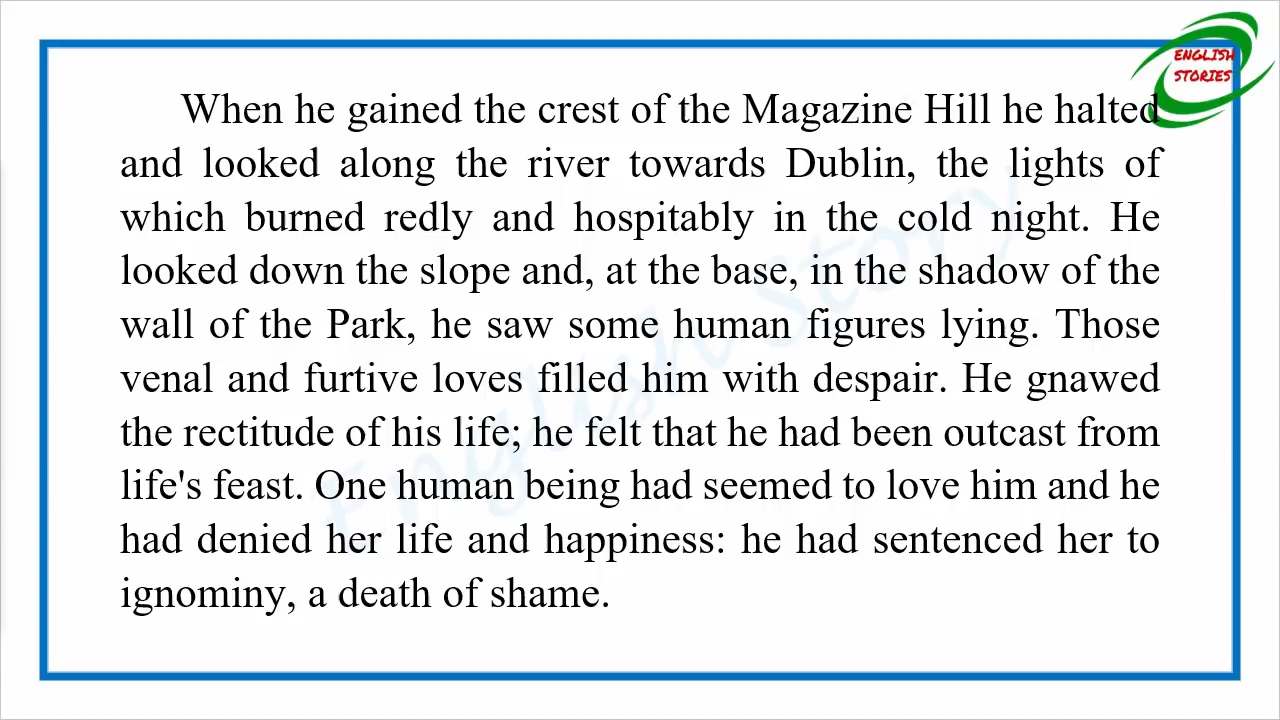 ENGLISH
STORIES
When he gained the crest of the Magazine Hill he halted
and looked along the river towards Dublin, the lights of
which burned redly and hospitably in the cold night. He
looked down the slope and, at the base, in the shadow of the
wall of the Park, he saw some human figures lying. Those
venal and furtive loves filled him with despair. He gnawed
the rectitude of his life; he felt that he had been outcast from
life's feast. One human being had seemed to love him and he
had denied her life and happiness: he had sentenced her to
ignominy, a death of shame.
English Story